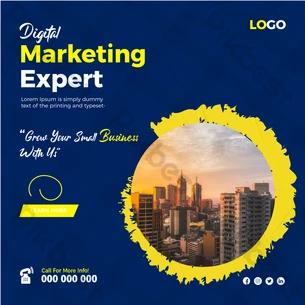 Digital
LOGO
Marketing
Expert
Lorem Ipsum is simply dummy
text of the printing and typeset-
"Grow Your Small Business
With Us"
Call For More Info!
000 000 000